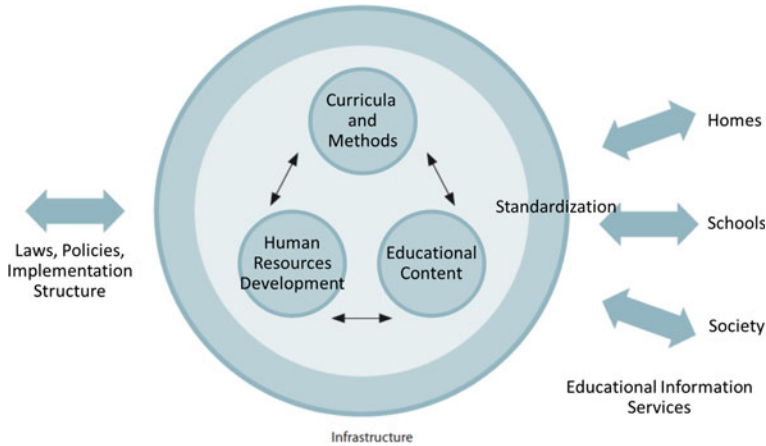 Curricula
and
Methods
Homes
Standardization
Schools
Laws, Policies,
Implementation
Structure
Human
Resources
Development
Educational
Content
Society
Educational Information
Services
Infrastructure